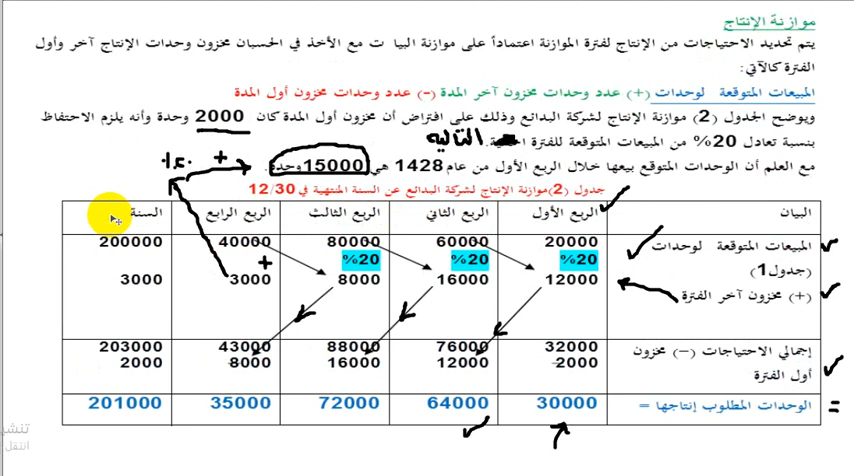 موازنة الإنتاج
يتم تحديد الاحتياجات من الإنتاج لفترة الموازنة اعتماداً على موازنة البيا ت مع الأخذ في الحسبان مخزون وحدات الإنتاج آخر وأول
الفترة كالآتي:
المبيعات المتوقعة لوحدات (+) عدد وحدات مخزون آخر المدة (−) عدد وحدات مخزون أول المدة
ويوضح الجدول (2) موازنة الإنتاج لشركة البدائع وذلك على افتراض أن مخزون أول المدة كان 2000 وحدة وأنه يلزم الاحتفاظ
بنسبة تعادل 20% من المبيعات المتوقعة للفترة التاليه
مع العلم أن الوحدات المتوقع بيعها خلال الربع الأول من عام 1428 هي 15000 وحدة.
جدول (2)موازنة الإنتاج لشركة البدائع عن السنة المنتهية في 12/30
البيان الربع الأول الربع الثاني الربع الثالث الربع الرابع السنة
المبيعات المتوقعة لوحدات 20000 60000 80000 40000 200000
(جدول1) %20 %20 %20
(+) مخزون آخر الفترة 12000 16000 8000 3000 3000
إجمالي الاحتياجات (−) مخزون 32000 76000 88000 43000 203000
أول الفترة 2000 12000 16000 8000 2000
الوحدات المطلوب إنتاجها = 30000 64000 72000 35000 201000